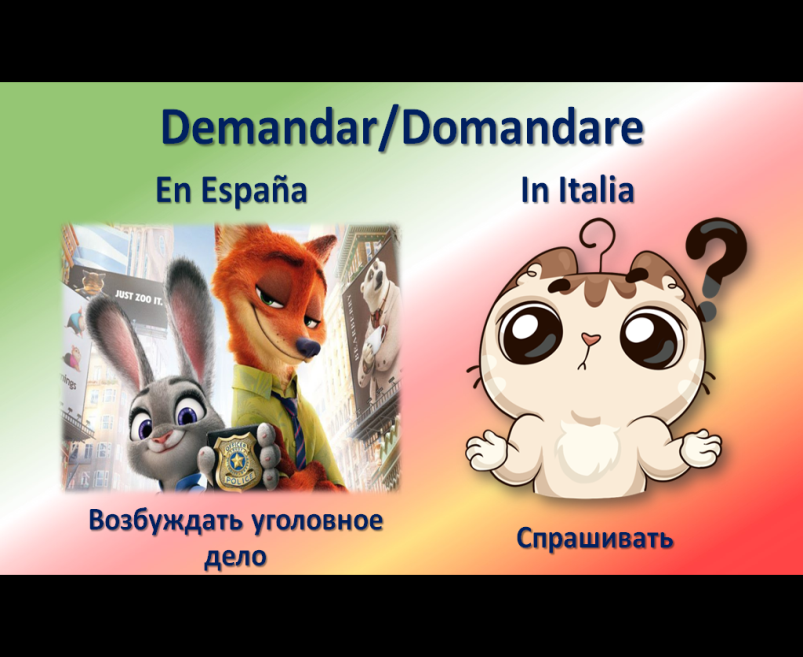 Demandar/Domandare
En España
In Italia
JUST ZOO IT.
POLICE
Возбуждать уголовное
дело
Спрашивать